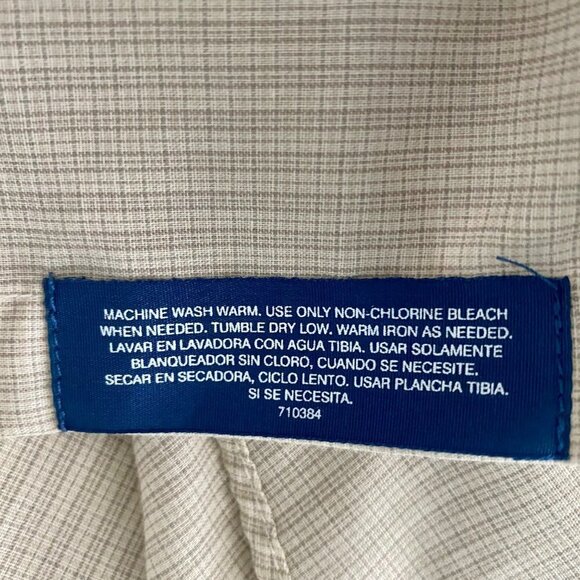 MACHINE WASH WARM. USE ONLY NON-CHLORINE BLEACH
WHEN NEEDED. TUMBLE DRY LOW. WARM IRON AS NEEDED.
LAVAR EN LAVADORA CON AGUA TIBIA. USAR SOLAMENTE
BLANQUEADOR SIN CLORO, CUANDO SE NECESITE.
SECAR EN SECADORA, CICLO LENTO. USAR PLANCHA TIBIA.
SI SE NECESITA.
710384